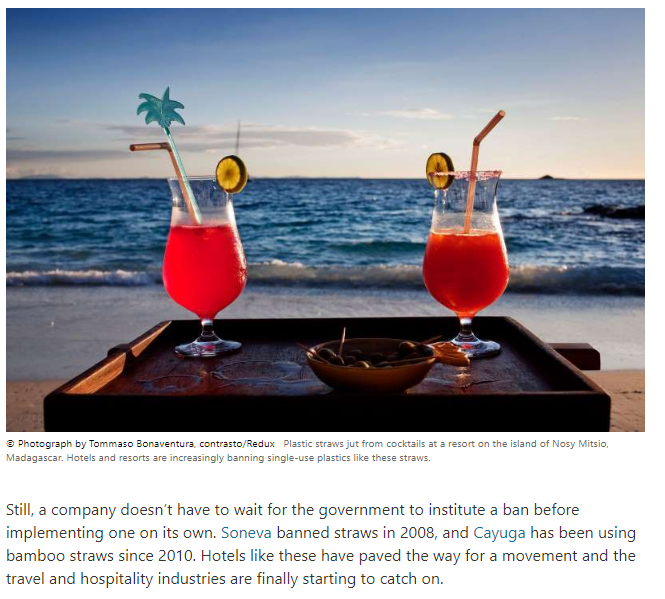 © Photograph by Tommaso Bonaventura, contrasto/Redux Plastic straws jut from cocktails at a resort on the island of Nosy Mitsio,
Madagascar. Hotels and resorts are increasingly banning single-use plastics like these straws.
Still, a company doesn't have to wait for the government to institute a ban before
implementing one on its own. Soneva banned straws in 2008, and Cayuga has been using
bamboo straws since 2010. Hotels like these have paved the way for a movement and the
travel and hospitality industries are finally starting to catch on.